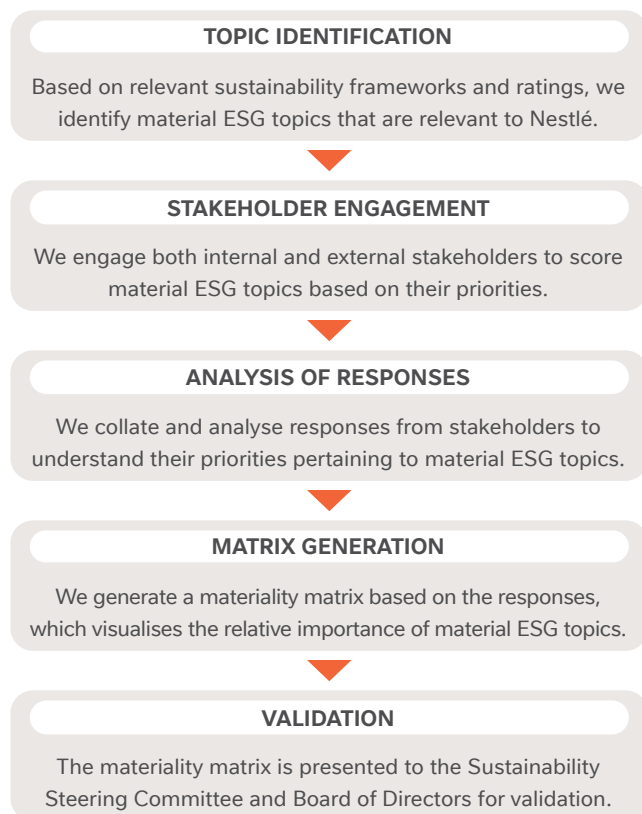 TOPIC IDENTIFICATION
Based on relevant sustainability frameworks and ratings, we
identify material ESG topics that are relevant to Nestlé.
STAKEHOLDER ENGAGEMENT
We engage both internal and external stakeholders to score
material ESG topics based on their priorities.
ANALYSIS OF RESPONSES
We collate and analyse responses from stakeholders to
understand their priorities pertaining to material ESG topics.
MATRIX GENERATION
We generate a materiality matrix based on the responses,
which visualises the relative importance of material ESG topics.
VALIDATION
The materiality matrix is presented to the Sustainability
Steering Committee and Board of Directors for validation.